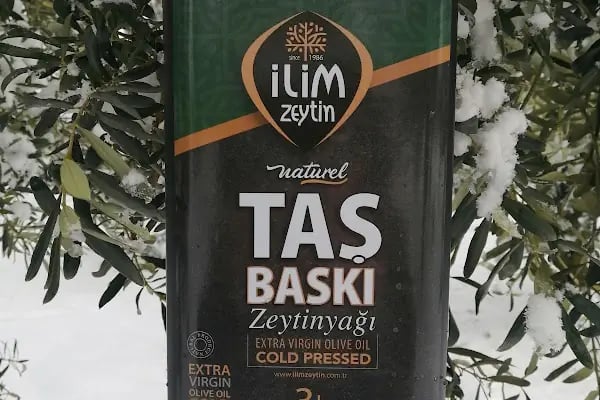 since 1986
iLiM
zeytin
naturel
TAŞ
BASKI
Zeytinyağı
EXTRA VIRGIN OLIVE OIL
COLD PRESSED
www.ilimzeytin.com.tr
EXTRA
VIRGIN
OLIVE OIL